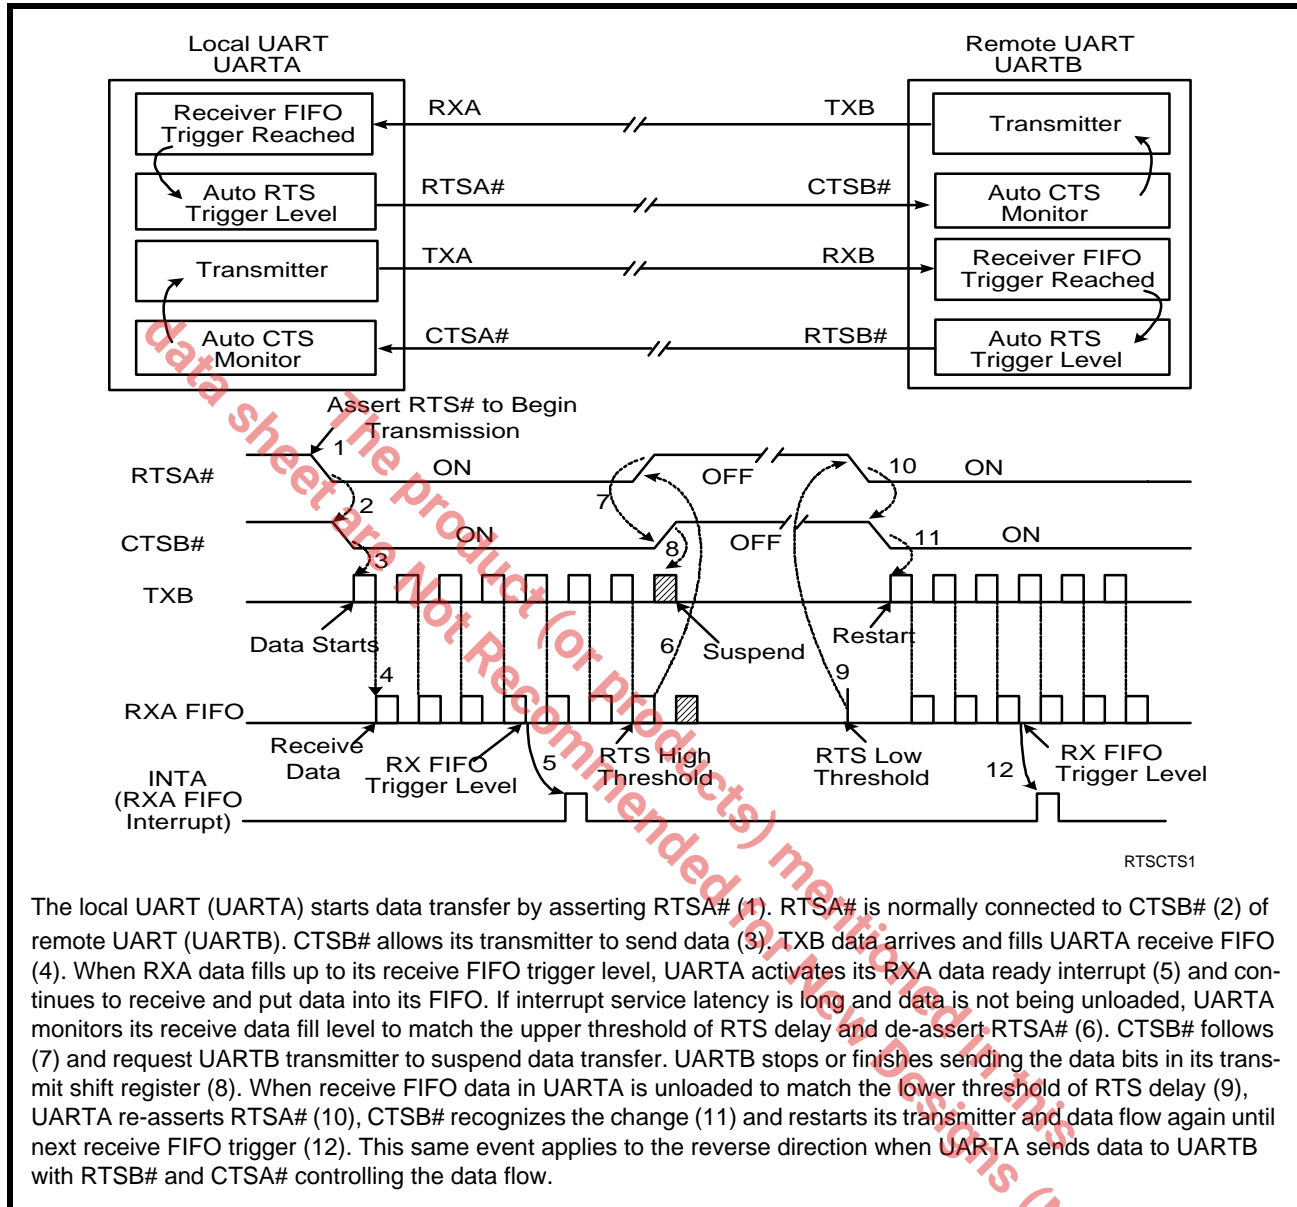 Local UART
UARTA
Remote UART
UARTB
Receiver FIFO
Trigger Reached
RXA
TXB
Transmitter
Auto RTS
Trigger Level
RTSA#
CTSB#
Auto CTS
Monitor
Transmitter
TXA
RXB
Receiver FIFO
Trigger Reached
Auto CTS
Monitor
CTSA#
RTSB#
Auto RTS
Trigger Level
Assert RTS# to Begin
Transmission
1
RTSA#
ON
OFF
10
ON
2
7
CTSB#
ON
8
OFF
11
ON
3
TXB
Data Starts
6
Suspend
Restart
4
9
RXA FIFO
Receive
Data
RX FIFO
Trigger Level
5
RTS High
Threshold
RTS Low
Threshold
12
RX FIFO
Trigger Level
INTA
(RXA FIFO
Interrupt)
RTSCTS1
The local UART (UARTA) starts data transfer by asserting RTSA# (1). RTSA# is normally connected to CTSB# (2) of
remote UART (UARTB). CTSB# allows its transmitter to send data (3). TXB data arrives and fills UARTA receive FIFO
(4). When RXA data fills up to its receive FIFO trigger level, UARTA activates its RXA data ready interrupt (5) and con-
tinues to receive and put data into its FIFO. If interrupt service latency is long and data is not being unloaded, UARTA
monitors its receive data fill level to match the upper threshold of RTS delay and de-assert RTSA# (6). CTSB# follows
(7) and request UARTB transmitter to suspend data transfer. UARTB stops or finishes sending the data bits in its trans-
mit shift register (8). When receive FIFO data in UARTA is unloaded to match the lower threshold of RTS delay (9),
UARTA re-asserts RTSA# (10), CTSB# recognizes the change (11) and restarts its transmitter and data flow again until
next receive FIFO trigger (12). This same event applies to the reverse direction when UARTA sends data to UARTB
with RTSB# and CTSA# controlling the data flow.
The product (or products) mentioned in this
data sheet are Not Recommended for New Designs (